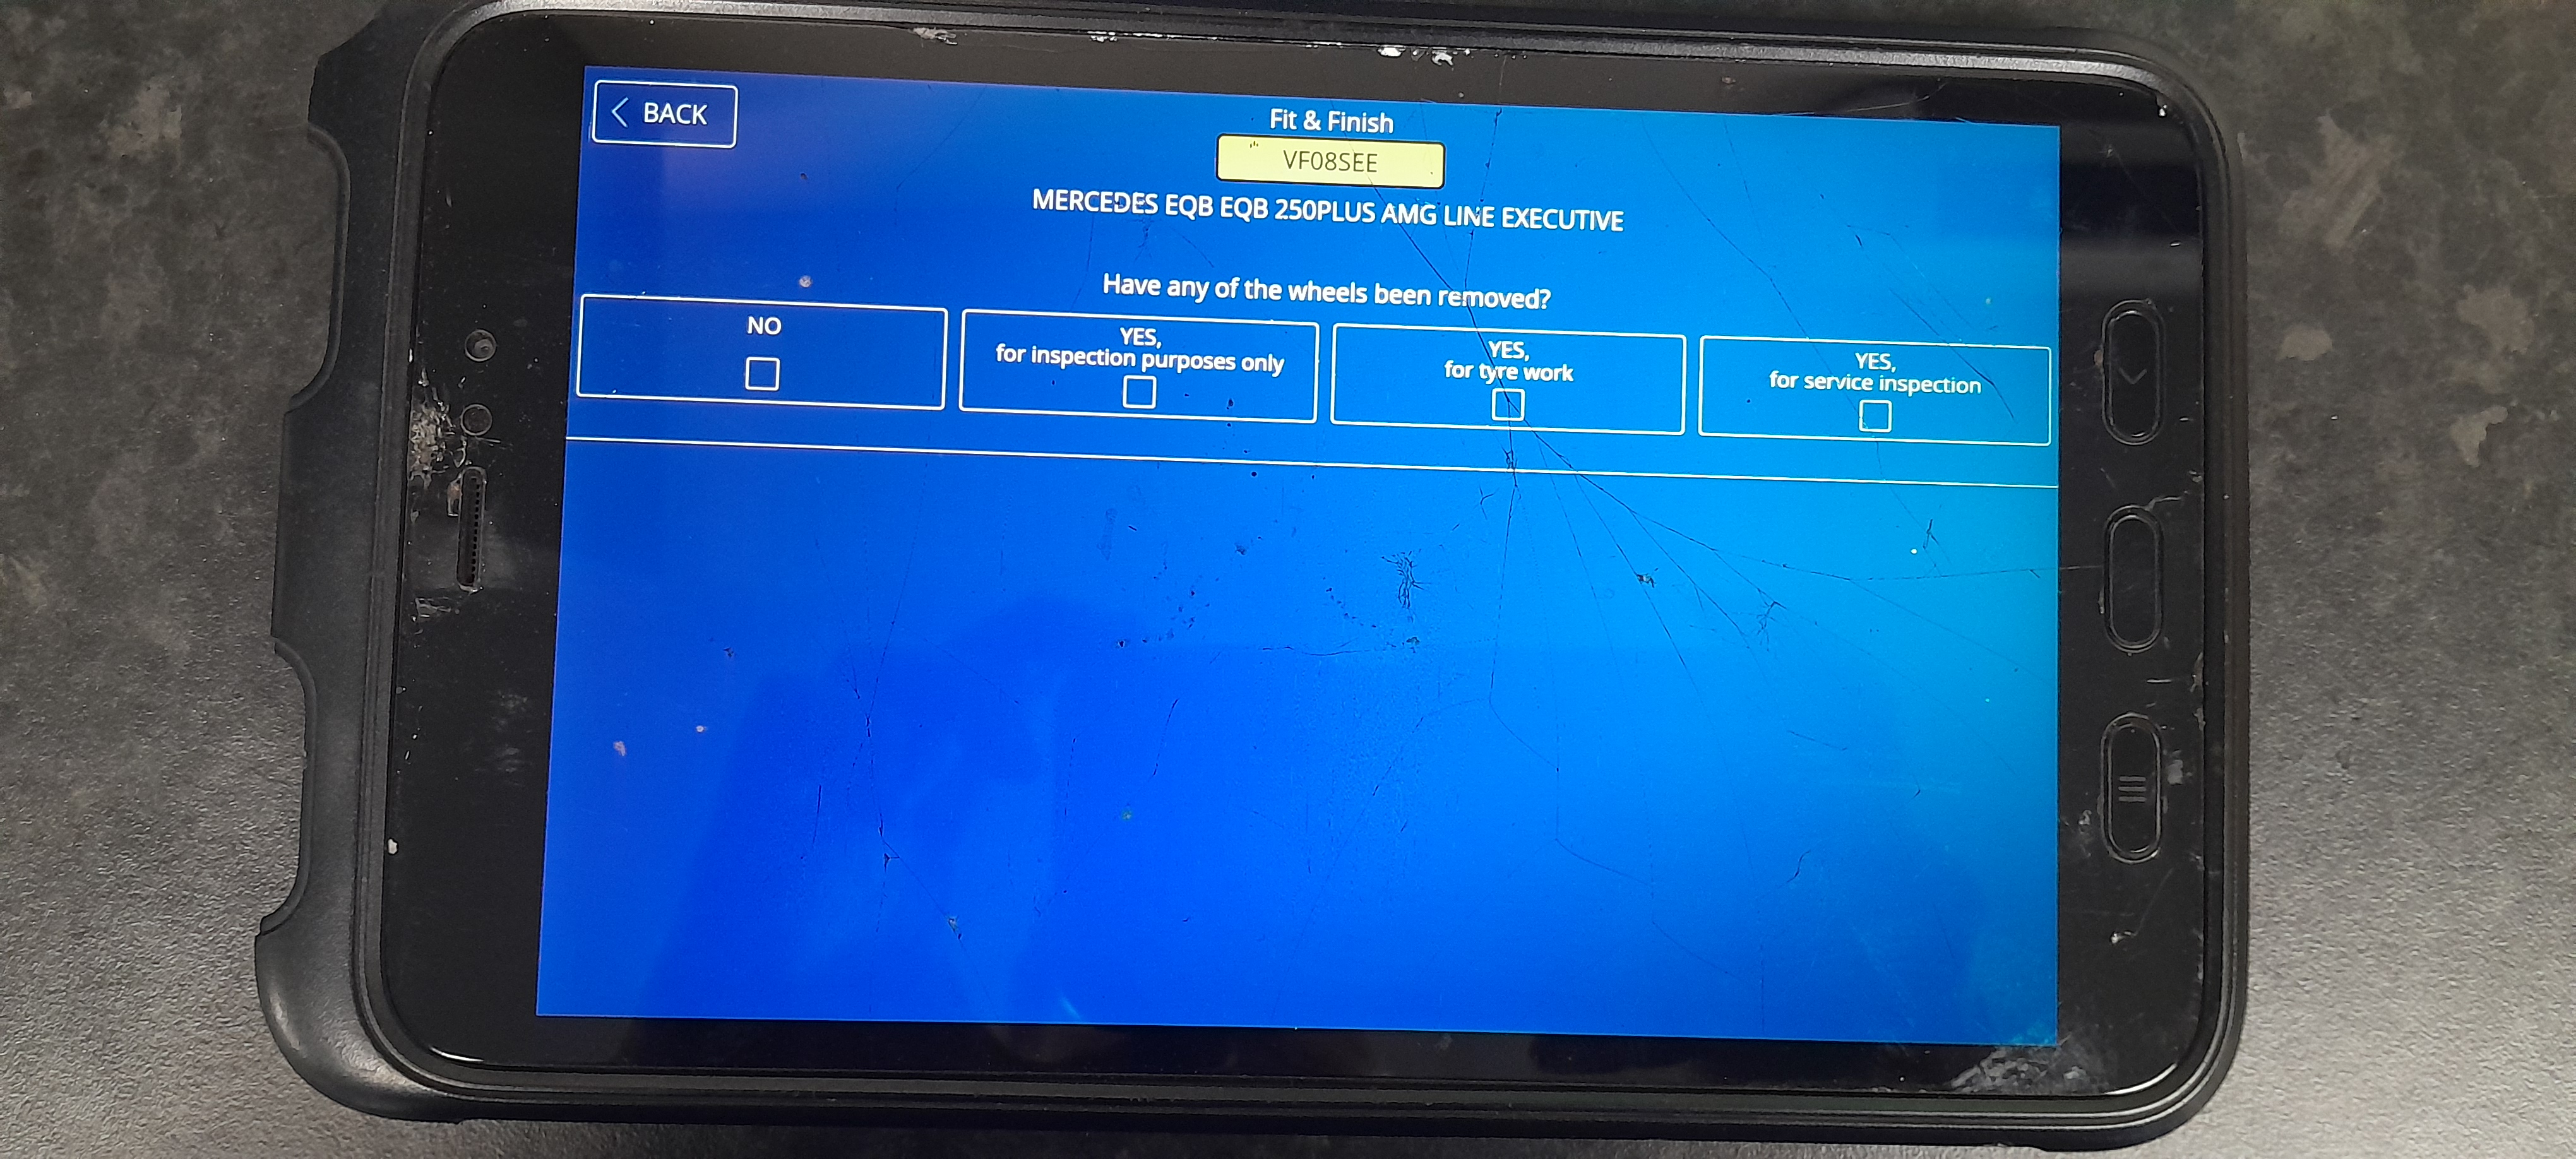 < BACK
Fit & Finish
VF08SEE
MERCEDES EQB EQB 250PLUS AMG LINE EXECUTIVE
Have any of the wheels been removed?
NO
YES,
for inspection purposes only
YES,
for tyre work
YES,
for service inspection